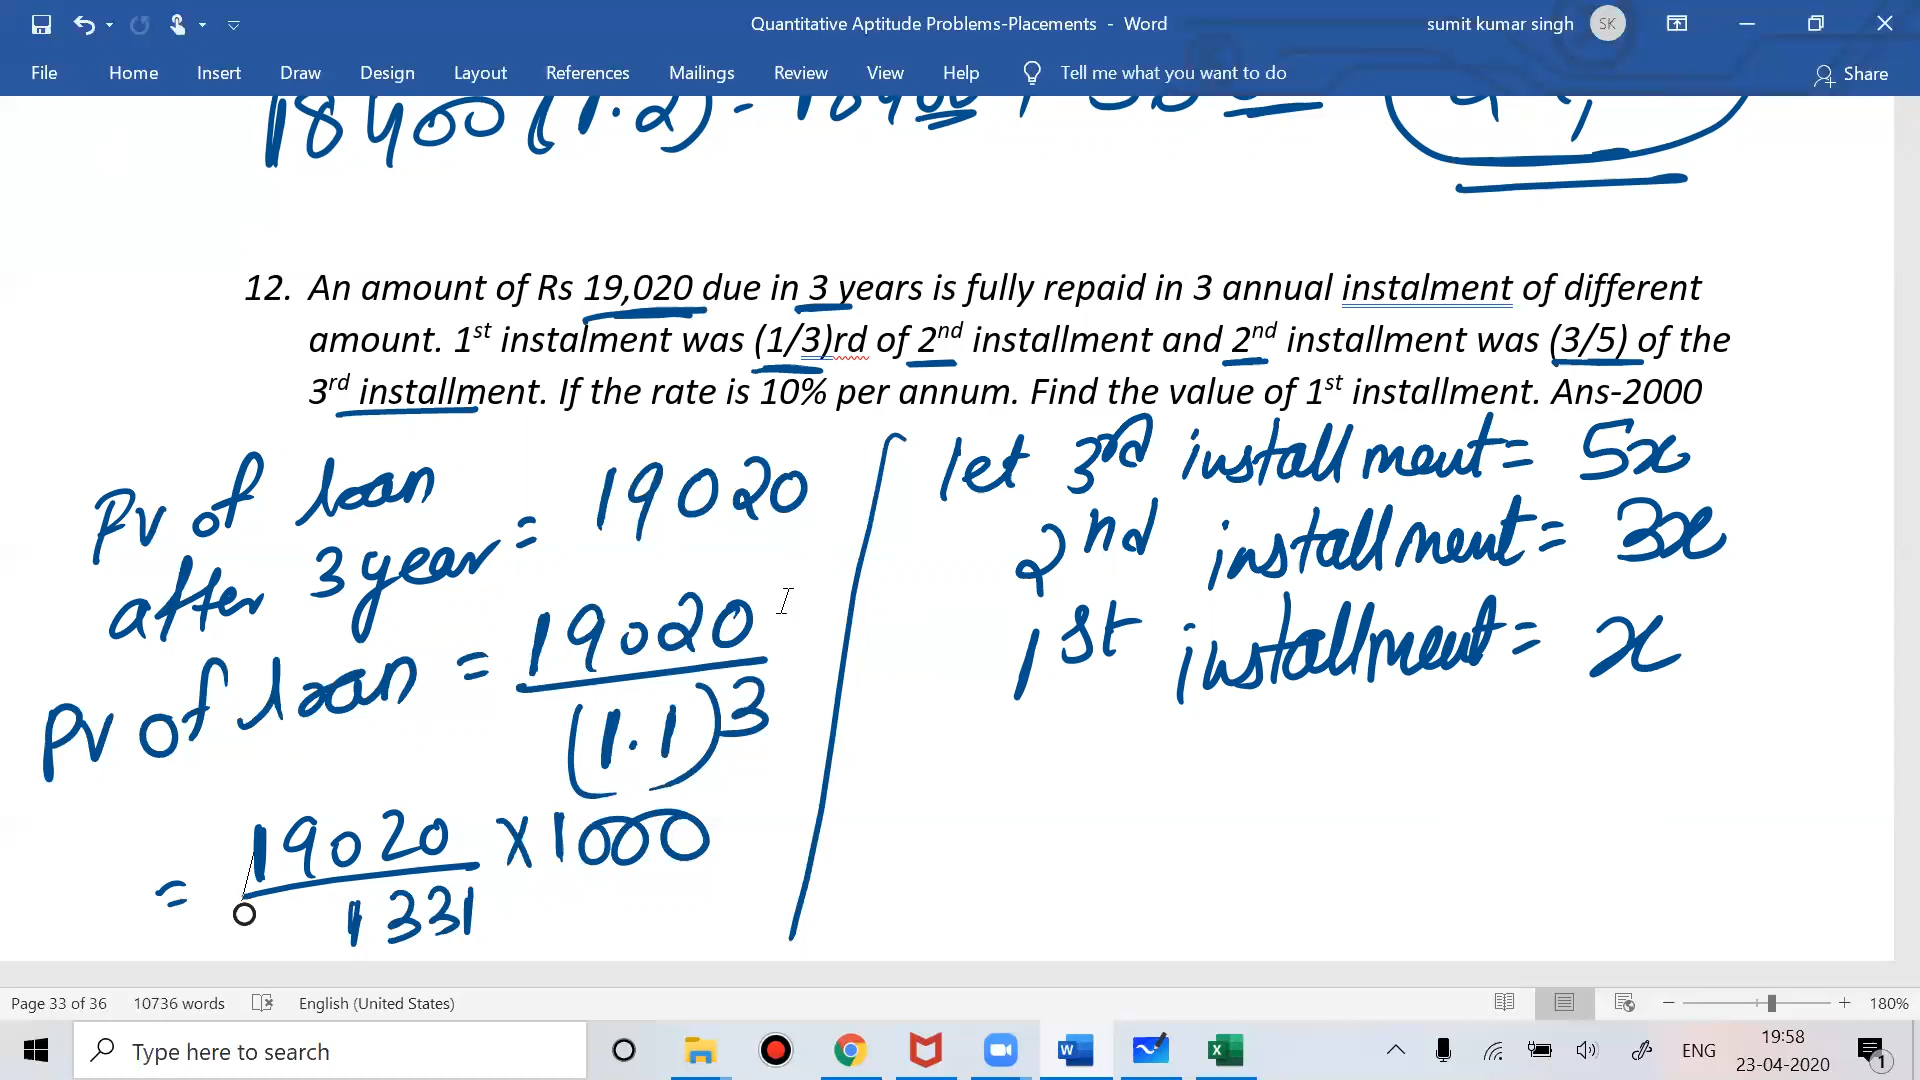 Quantitative Aptitude Problems-Placements - Word
sumit kumar singh SK
File Home Insert Draw Design Layout References Mailings Review View Help Tell me what you want to do Share
18400(1.2) =
12. An amount of Rs 19,020 due in 3 years is fully repaid in 3 annual instalment of different
amount. 1st instalment was (1/3)rd of 2nd installment and 2nd installment was (3/5) of the
3rd installment. If the rate is 10% per annum. Find the value of 1st installment. Ans-2000
FV of loan
after 3 year = 19020
PV of loan = 19020
(1.1)3
= 19020 X 1000
1331
let 3rd installment = 5x
2nd installment = 3x
1st installment = x
Page 33 of 36 10736 words English (United States) 180%
Type here to search
ENG
19:58
23-04-2020
1